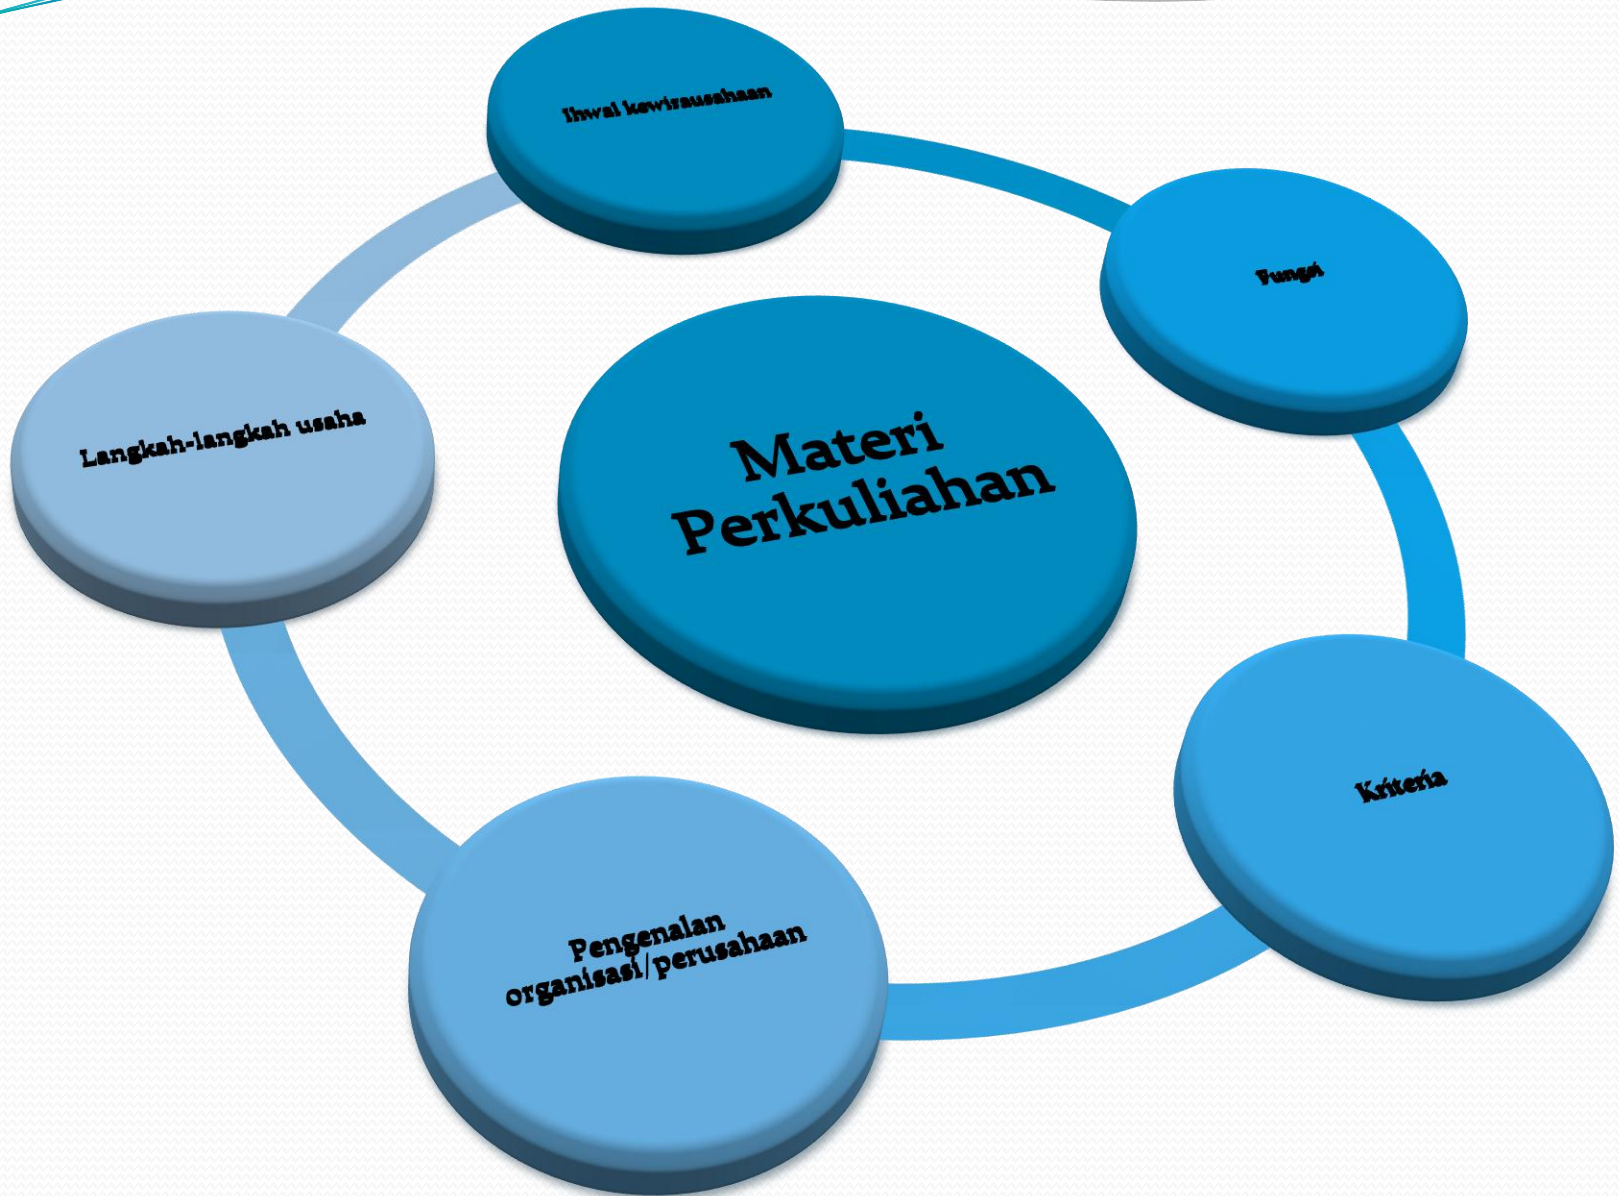 Ihwal kewirausahaan
Fungsi
Materi
Perkuliahan
Langkah-langkah usaha
Kriteria
Pengenalan
organisasi/perusahaan